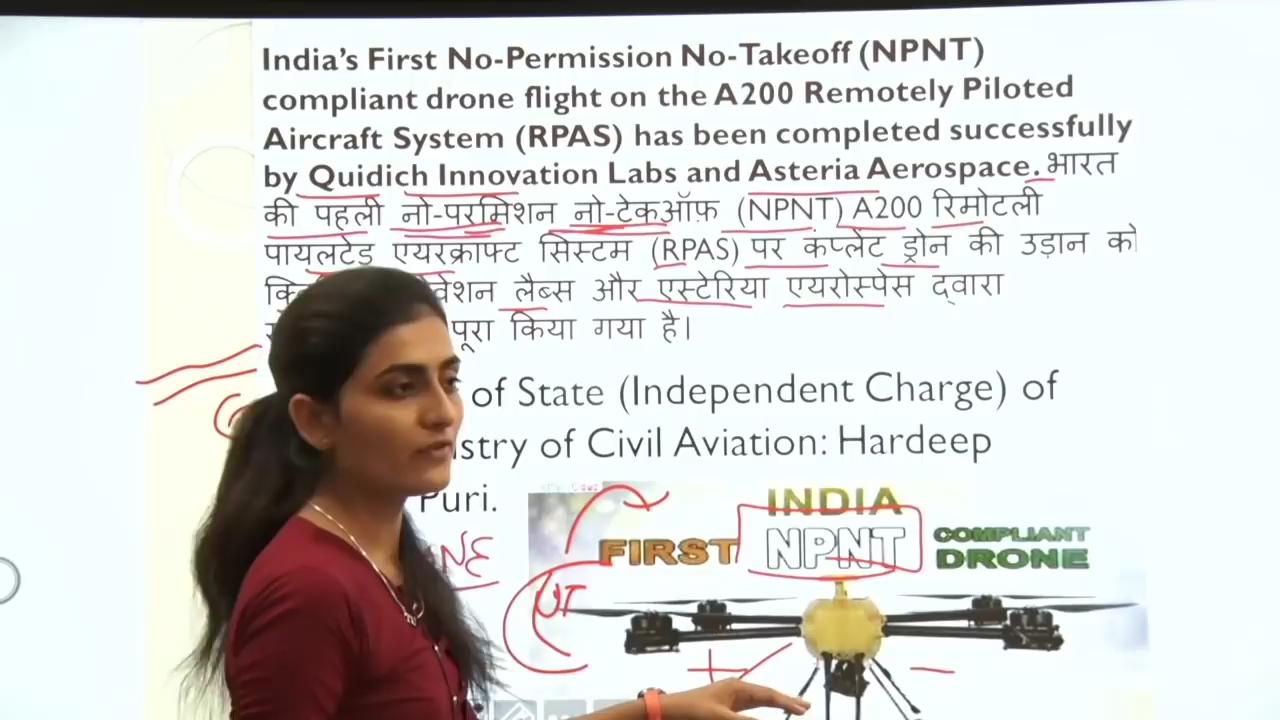 India's First No-Permission No-Takeoff (NPNT)
compliant drone flight on the A200 Remotely Piloted
Aircraft System (RPAS) has been completed successfully
by Quidich Innovation Labs and Asteria Aerospace. भारत
की पहली नो-परमिशन नो-टेकऑफ़ (NPNT) A200 रिमोटली
पायलटेड एयरक्राफ्ट सिस्टम (RPAS) पर कंप्लेंट ड्रोन की उड़ान को
लैब्स और एस्टेरिया एयरोस्पेस द्वारा
पूरा किया गया है।
of State (Independent Charge) of
of Civil Aviation: Hardeep
Puri.
INDIA
FIRST NPNT COMPLIANT
DRONE